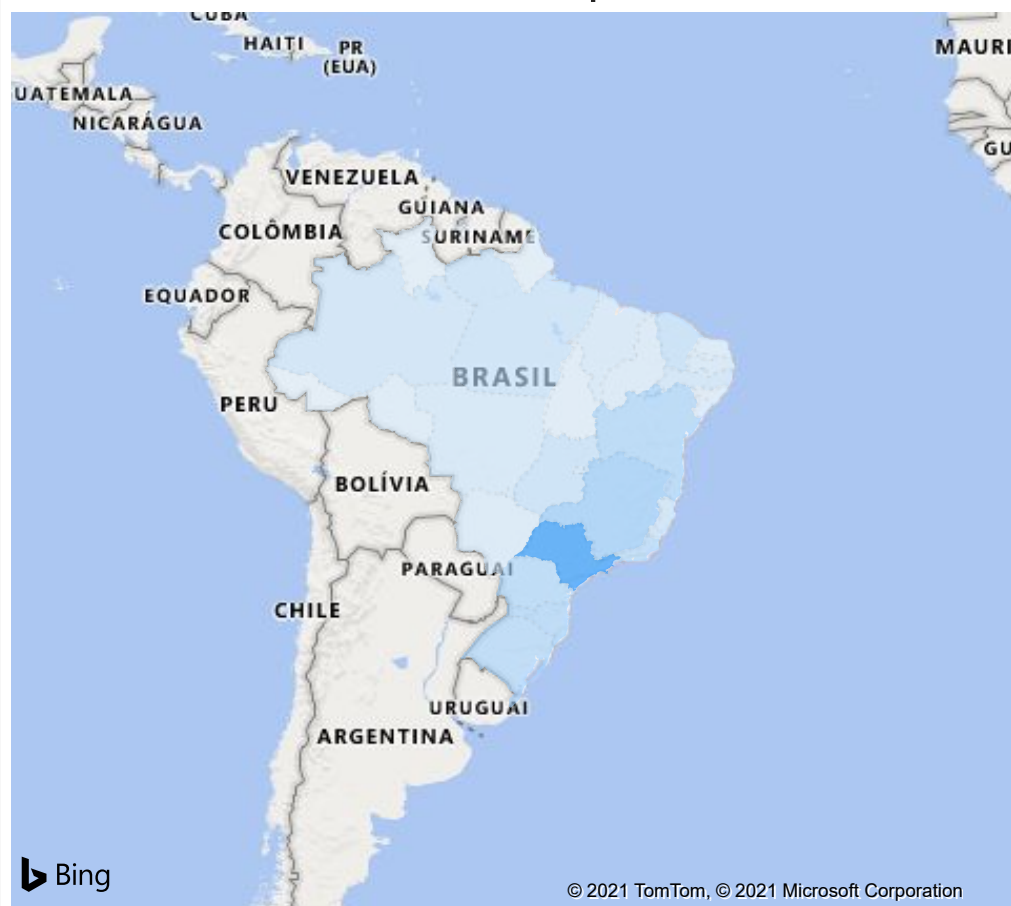 CUBA
HAITI
PR
(EUA)
MAURI
UATEMALA
NICARÁGUA
GU
VENEZUELA
GUIANA
COLÔMBIA
SURINAME
EQUADOR
BRASIL
PERU
BOLÍVIA
PARAGUAI
CHILE
URUGUAI
ARGENTINA
Bing
© 2021 TomTom, © 2021 Microsoft Corporation